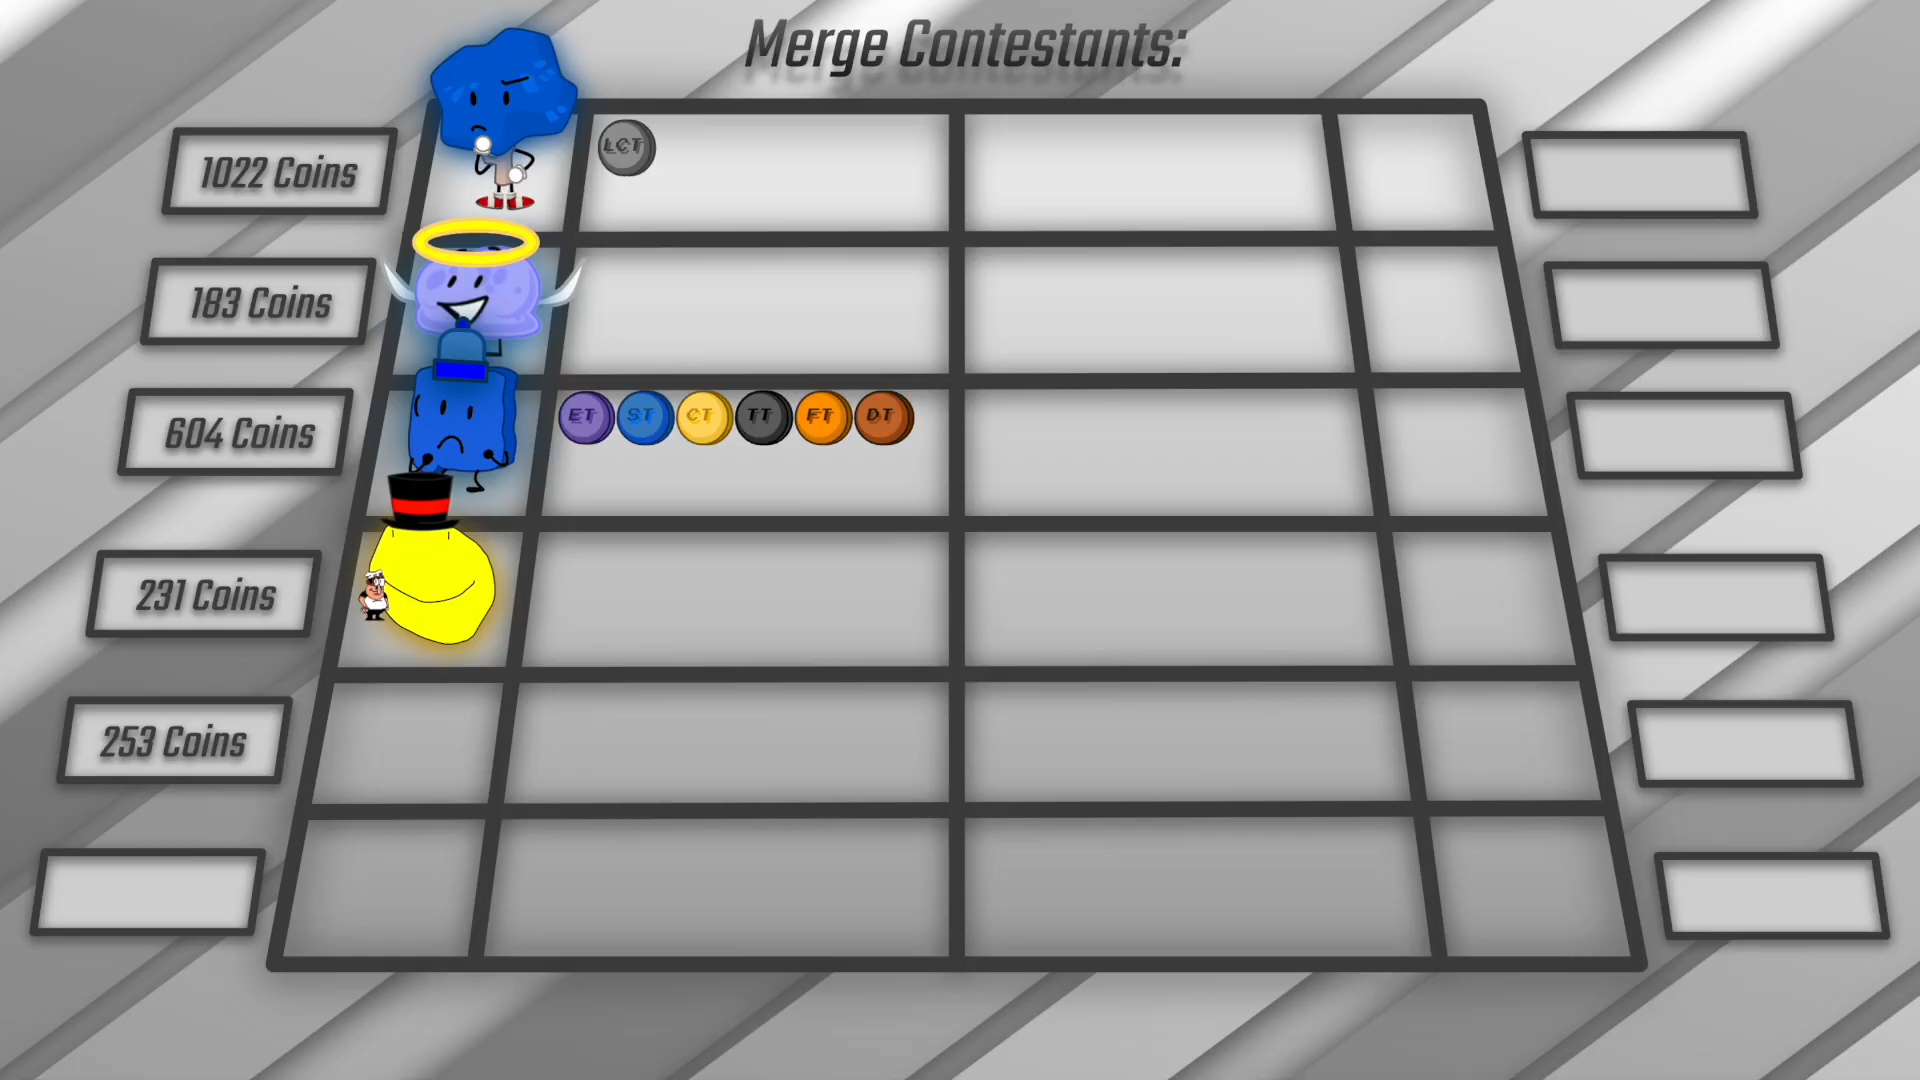 Merge Contestants:
1022 Coins
LCT
183 Coins
604 Coins
ET ST CT TT FT DT
231 Coins
253 Coins